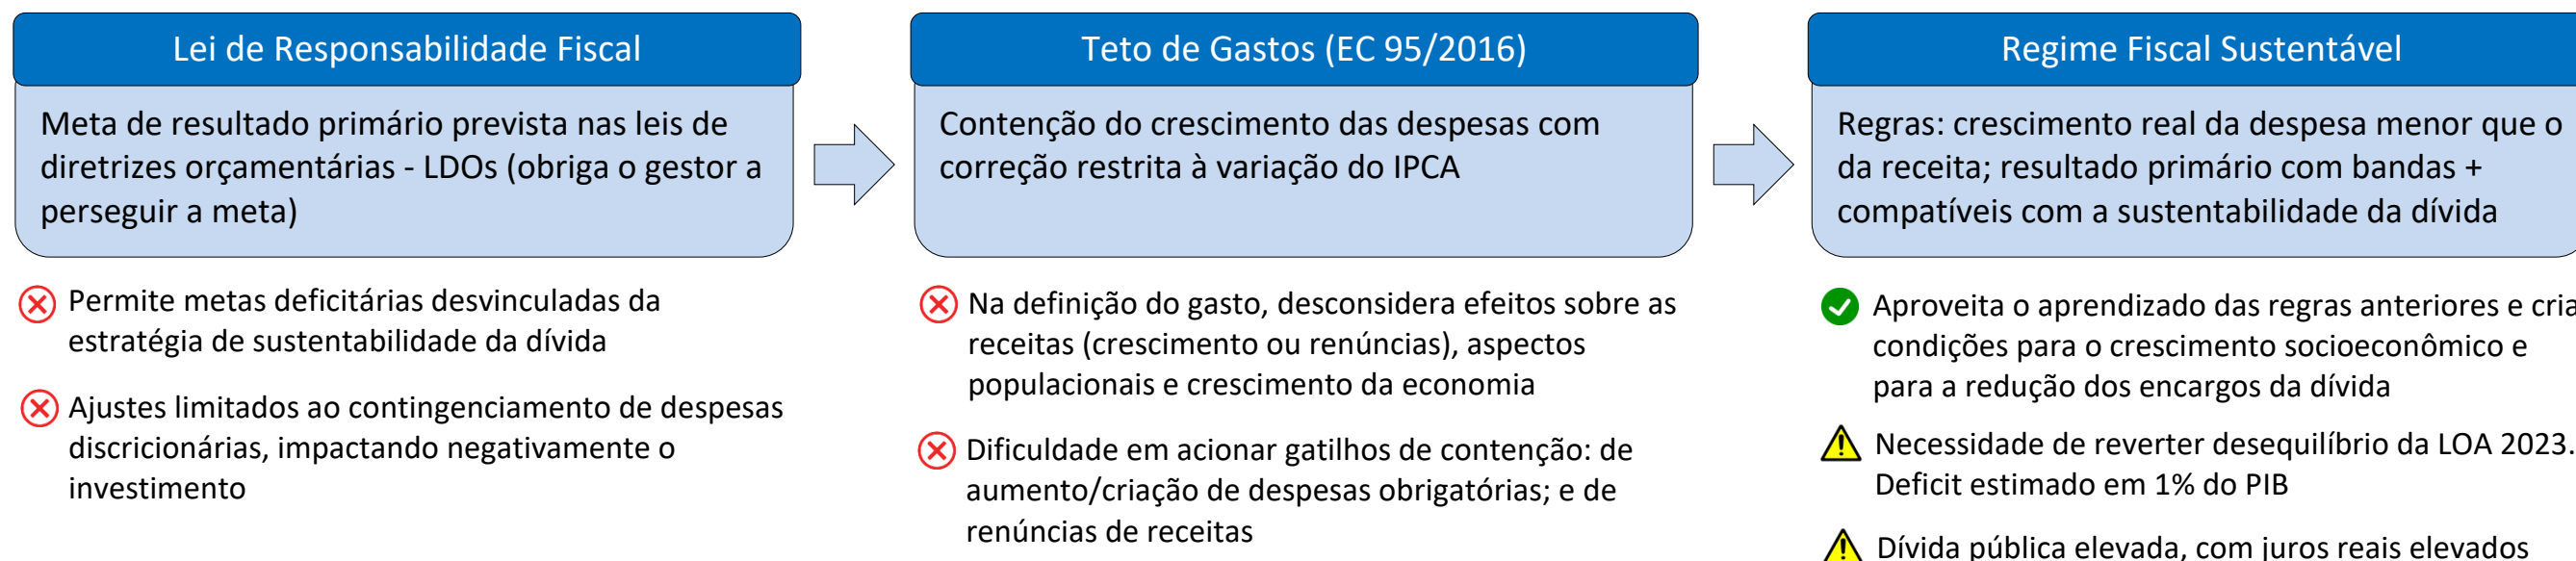 Lei de Responsabilidade Fiscal
Meta de resultado primário prevista nas leis de
diretrizes orçamentárias - LDOs (obriga o gestor a
perseguir a meta)
Permite metas deficitárias desvinculadas da
estratégia de sustentabilidade da dívida
Ajustes limitados ao contingenciamento de despesas
discricionárias, impactando negativamente o
investimento
Teto de Gastos (EC 95/2016)
Contenção do crescimento das despesas com
correção restrita à variação do IPCA
Na definição do gasto, desconsidera efeitos sobre as
receitas (crescimento ou renúncias), aspectos
populacionais e crescimento da economia
Dificuldade em acionar gatilhos de contenção: de
aumento/criação de despesas obrigatórias; e de
renúncias de receitas
Regime Fiscal Sustentável
Regras: crescimento real da despesa menor que o
da receita; resultado primário com bandas +
compatíveis com a sustentabilidade da dívida
Aproveita o aprendizado das regras anteriores e cria
condições para o crescimento socioeconômico e
para a redução dos encargos da dívida
Necessidade de reverter desequilíbrio da LOA 2023.
Deficit estimado em 1% do PIB
Dívida pública elevada, com juros reais elevados